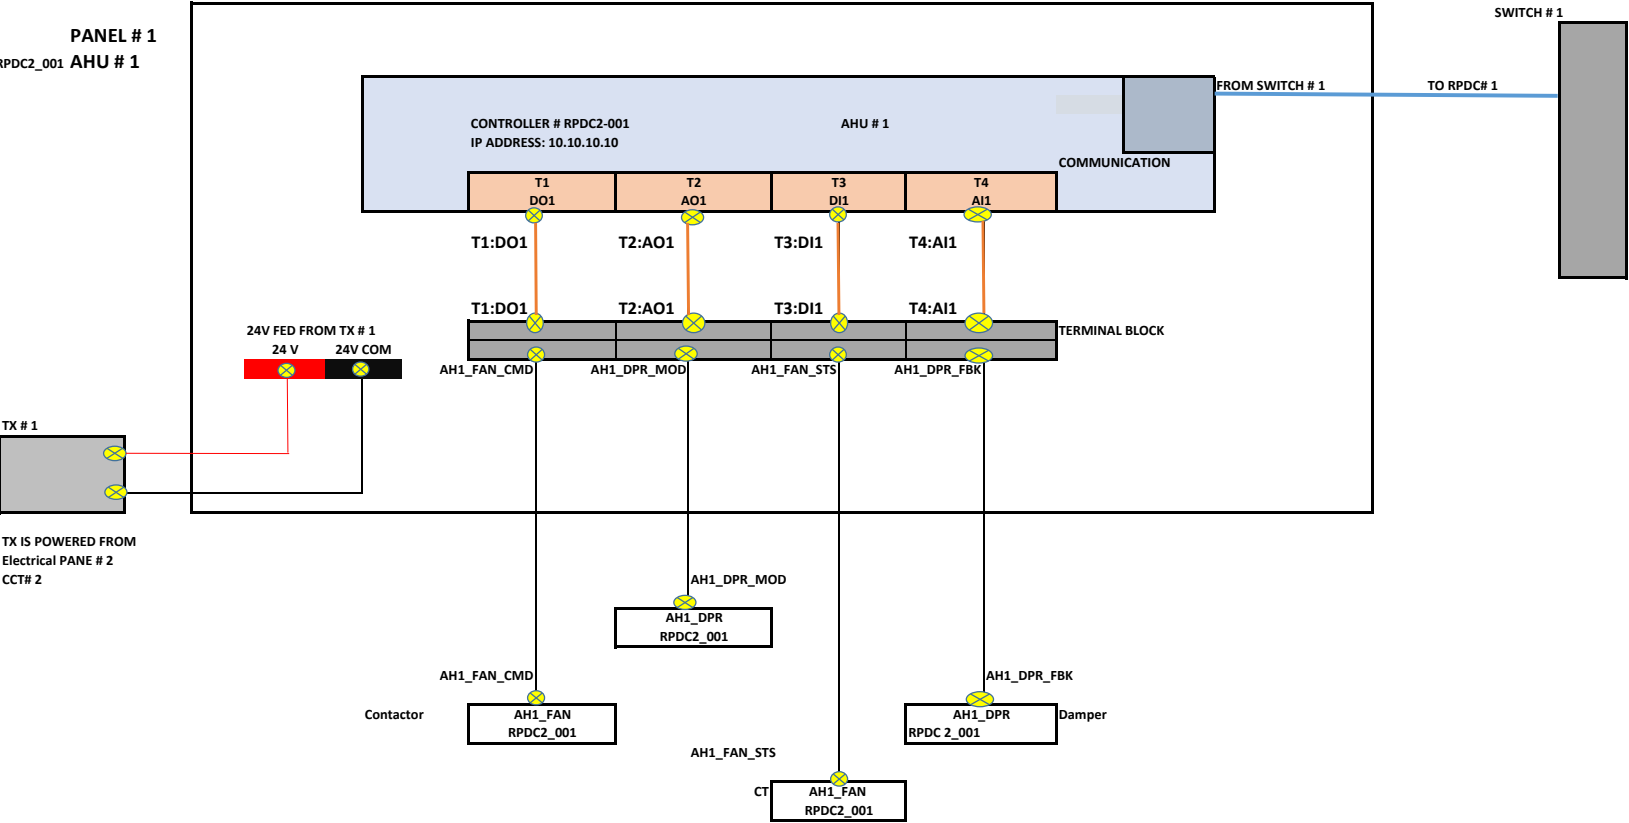 SWITCH # 1
PANEL # 1
RPDC2_001 AHU # 1
FROM SWITCH # 1
TO RPDC# 1
CONTROLLER # RPDC2-001
AHU # 1
IP ADDRESS: 10.10.10.10
COMMUNICATION
T1
T2
T3
T4
DO1
AO1
DI1
AI1
T1:DO1
T2:AO1
T3:DI1
T4:AI1
T1:DO1
T2:AO1
T3:DI1
T4:AI1
24V FED FROM TX # 1
TERMINAL BLOCK
24 V
24V COM
AH1_FAN_CMD
AH1_DPR_MOD
AH1_FAN_STS
AH1_DPR_FBK
TX # 1
TX IS POWERED FROM
Electrical PANE # 2
CCT# 2
AH1_DPR_MOD
AH1_DPR
RPDC2_001
AH1_FAN_CMD
AH1_DPR_FBK
Contactor
AH1_FAN
RPDC2_001
AH1_DPR
RPDC 2_001
Damper
AH1_FAN_STS
CT
AH1_FAN
RPDC2_001